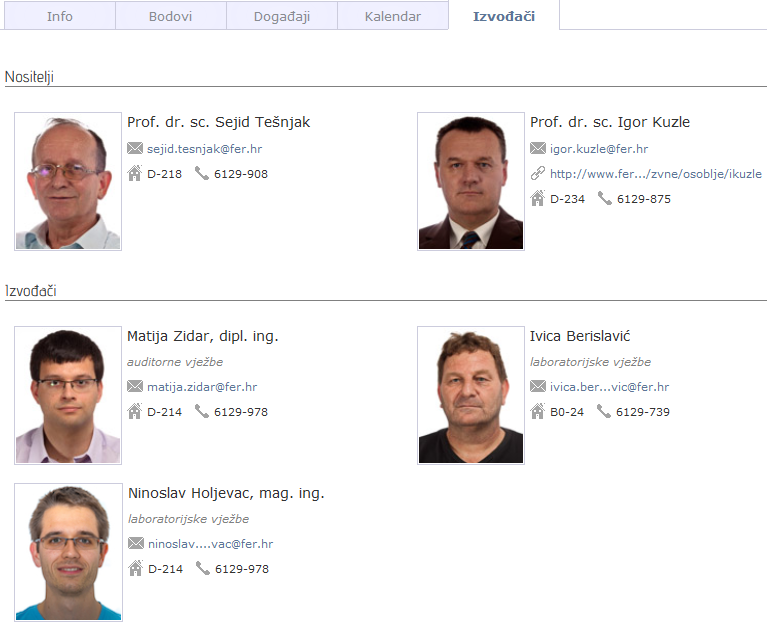 Info
Bodovi
Događaji
Kalendar
Izvođači
Nositelji
Prof. dr. sc. Sejid Tešnjak
sejid.tesnjak@fer.hr
D-218 6129-908
Prof. dr. sc. Igor Kuzle
igor.kuzle@fer.hr
http://www.fer.../zvne/osoblje/ikuzle
D-234 6129-875
Izvođači
Matija Zidar, dipl. ing.
auditorne vježbe
matija.zidar@fer.hr
D-214 6129-978
Ivica Berislavić
laboratorijske vježbe
ivica.ber...vic@fer.hr
B0-24 6129-739
Ninoslav Holjevac, mag. ing.
laboratorijske vježbe
ninoslav....vac@fer.hr
D-214 6129-978